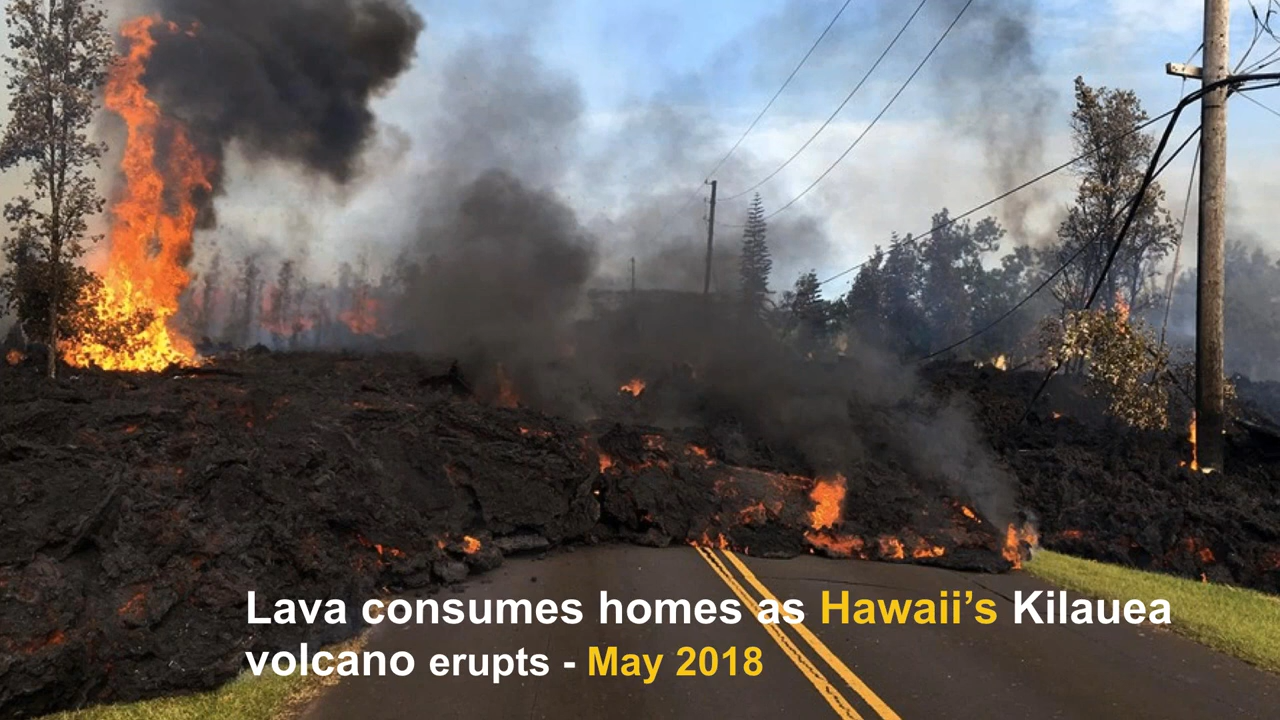 Lava consumes homes as Hawaii’s Kilauea
volcano erupts - May 2018